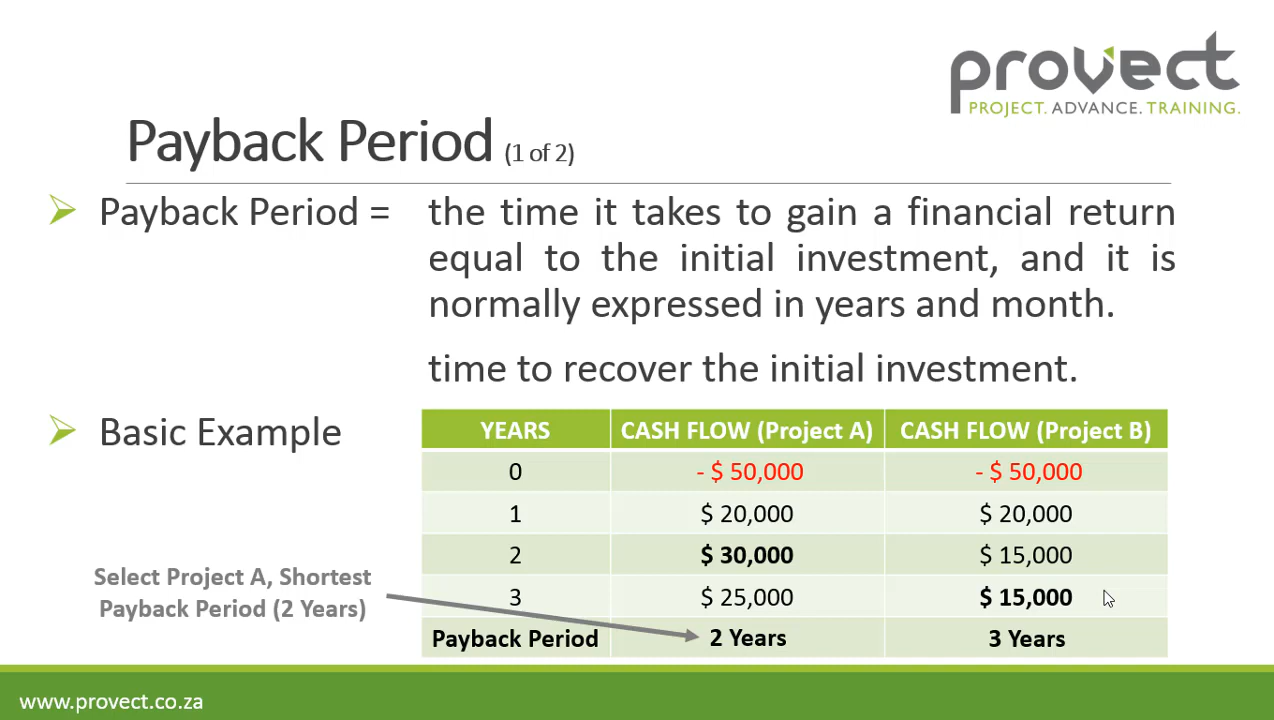 provect
PROJECT. ADVANCE. TRAINING.
Payback Period (1 of 2)
Payback Period = the time it takes to gain a financial return
equal to the initial investment, and it is
normally expressed in years and month.
time to recover the initial investment.
Basic Example
YEARS CASH FLOW (Project A) CASH FLOW (Project B)
0 - $ 50,000 - $ 50,000
1 $ 20,000 $ 20,000
2 $ 30,000 $ 15,000
3 $ 25,000 $ 15,000
Payback Period 2 Years 3 Years
Select Project A, Shortest
Payback Period (2 Years)
www.provect.co.za